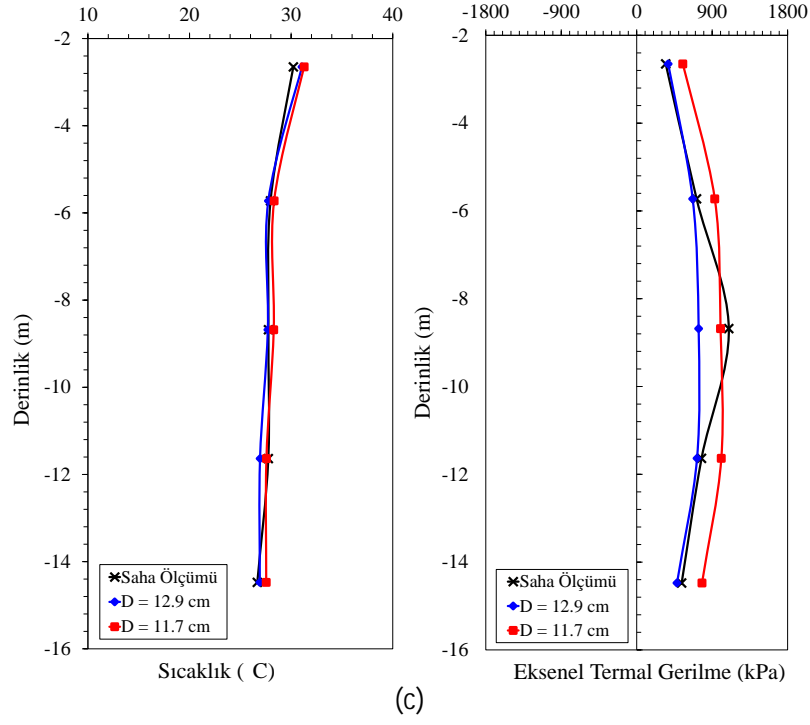 10 20 30 40
-2
-4
-6
-8
-10
-12
-14
-16
Derinlik (m)
Saha Ölçümü
D = 12.9 cm
D = 11.7 cm
Sıcaklık ( C)
-1800 -900 0 900 1800
-2
-4
-6
-8
-10
-12
-14
-16
Derinlik (m)
Saha Ölçümü
D = 12.9 cm
D = 11.7 cm
Eksenel Termal Gerilme (kPa)
(c)